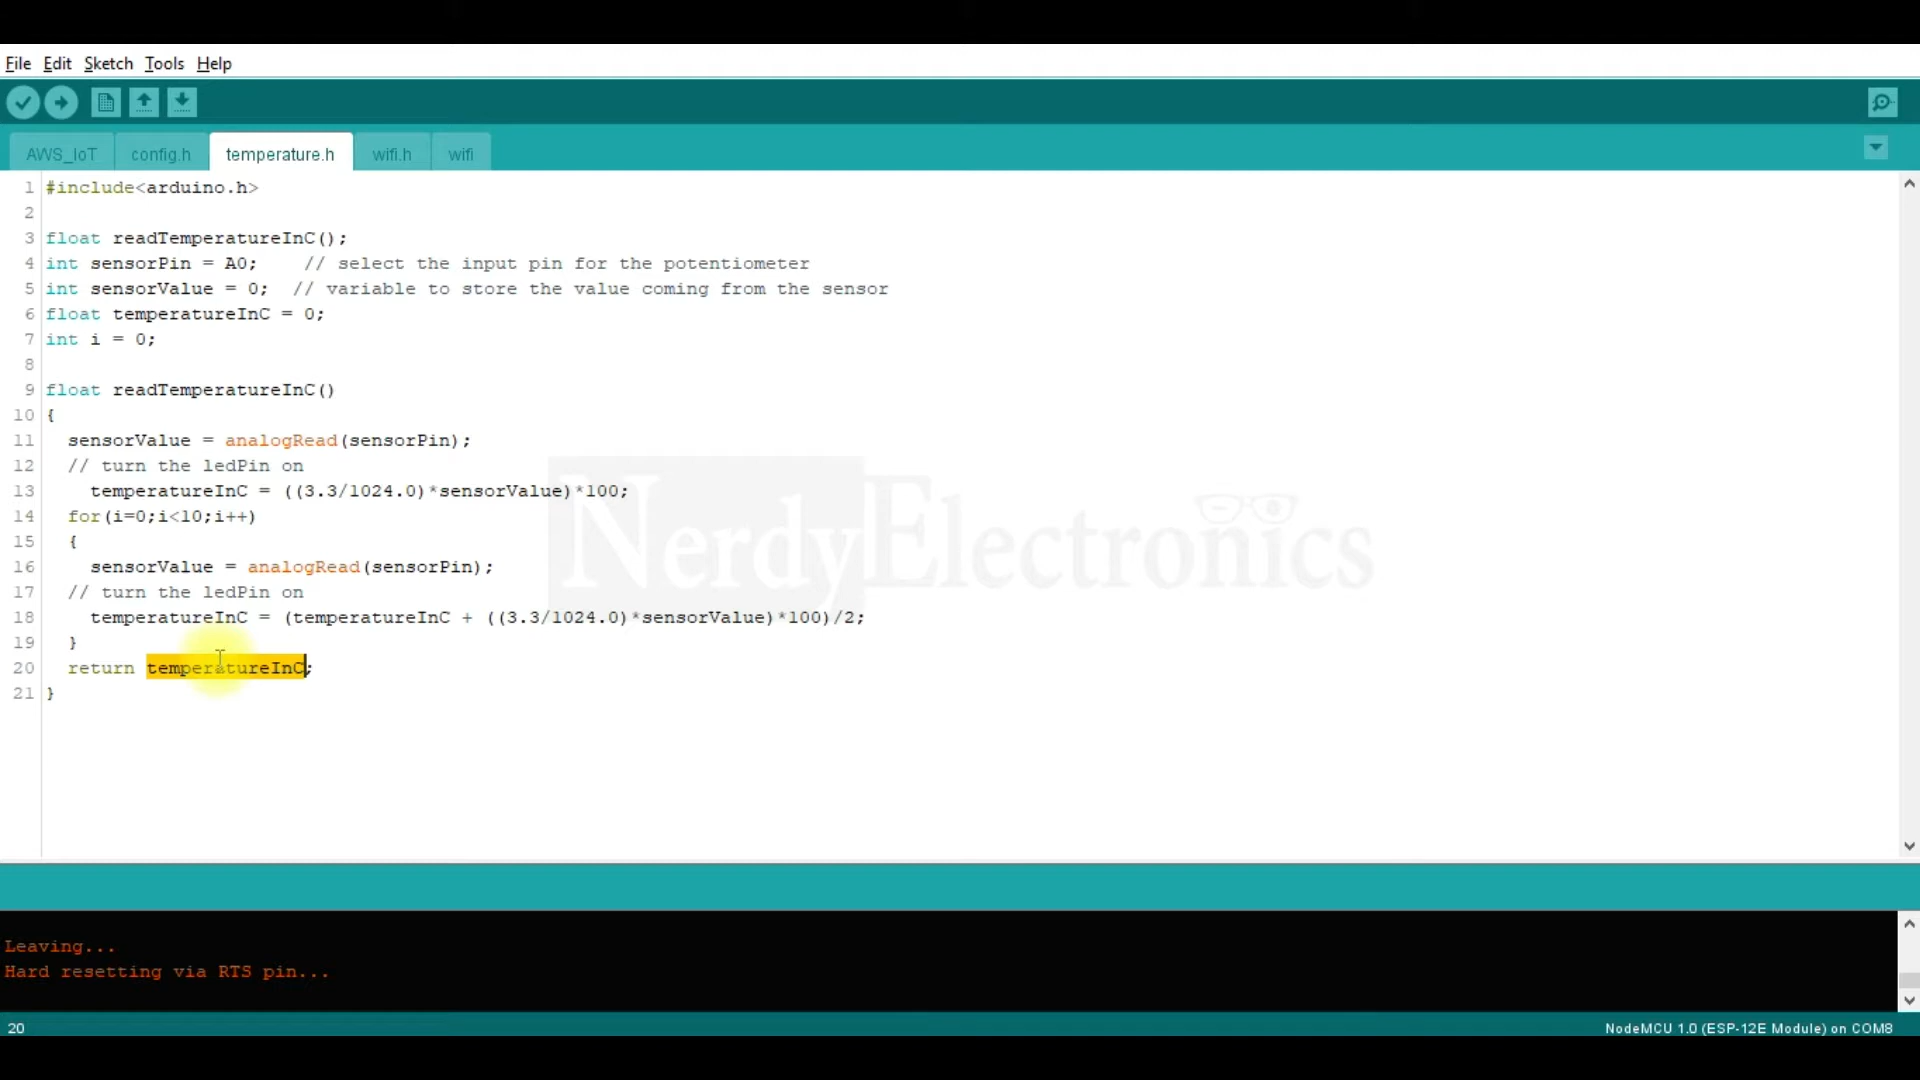 File Edit Sketch Tools Help
AWS_IoT config.h temperature.h wifi.h wifi
1 #include<arduino.h>
2
3 float readTemperatureInC();
4 int sensorPin = A0;    // select the input pin for the potentiometer
5 int sensorValue = 0;  // variable to store the value coming from the sensor
6 float temperatureInC = 0;
7 int i = 0;
8
9 float readTemperatureInC()
10 {
11   sensorValue = analogRead(sensorPin);
12   // turn the ledPin on
13     temperatureInC = ((3.3/1024.0)*sensorValue)*100;
14   for(i=0;i<10;i++)
15   {
16     sensorValue = analogRead(sensorPin);
17   // turn the ledPin on
18     temperatureInC = (temperatureInC + ((3.3/1024.0)*sensorValue)*100)/2;
19   }
20   return temperatureInC;
21 }
NerdyElectronics
Leaving...
Hard resetting via RTS pin...
20 NodeMCU 1.0 (ESP-12E Module) on COM8